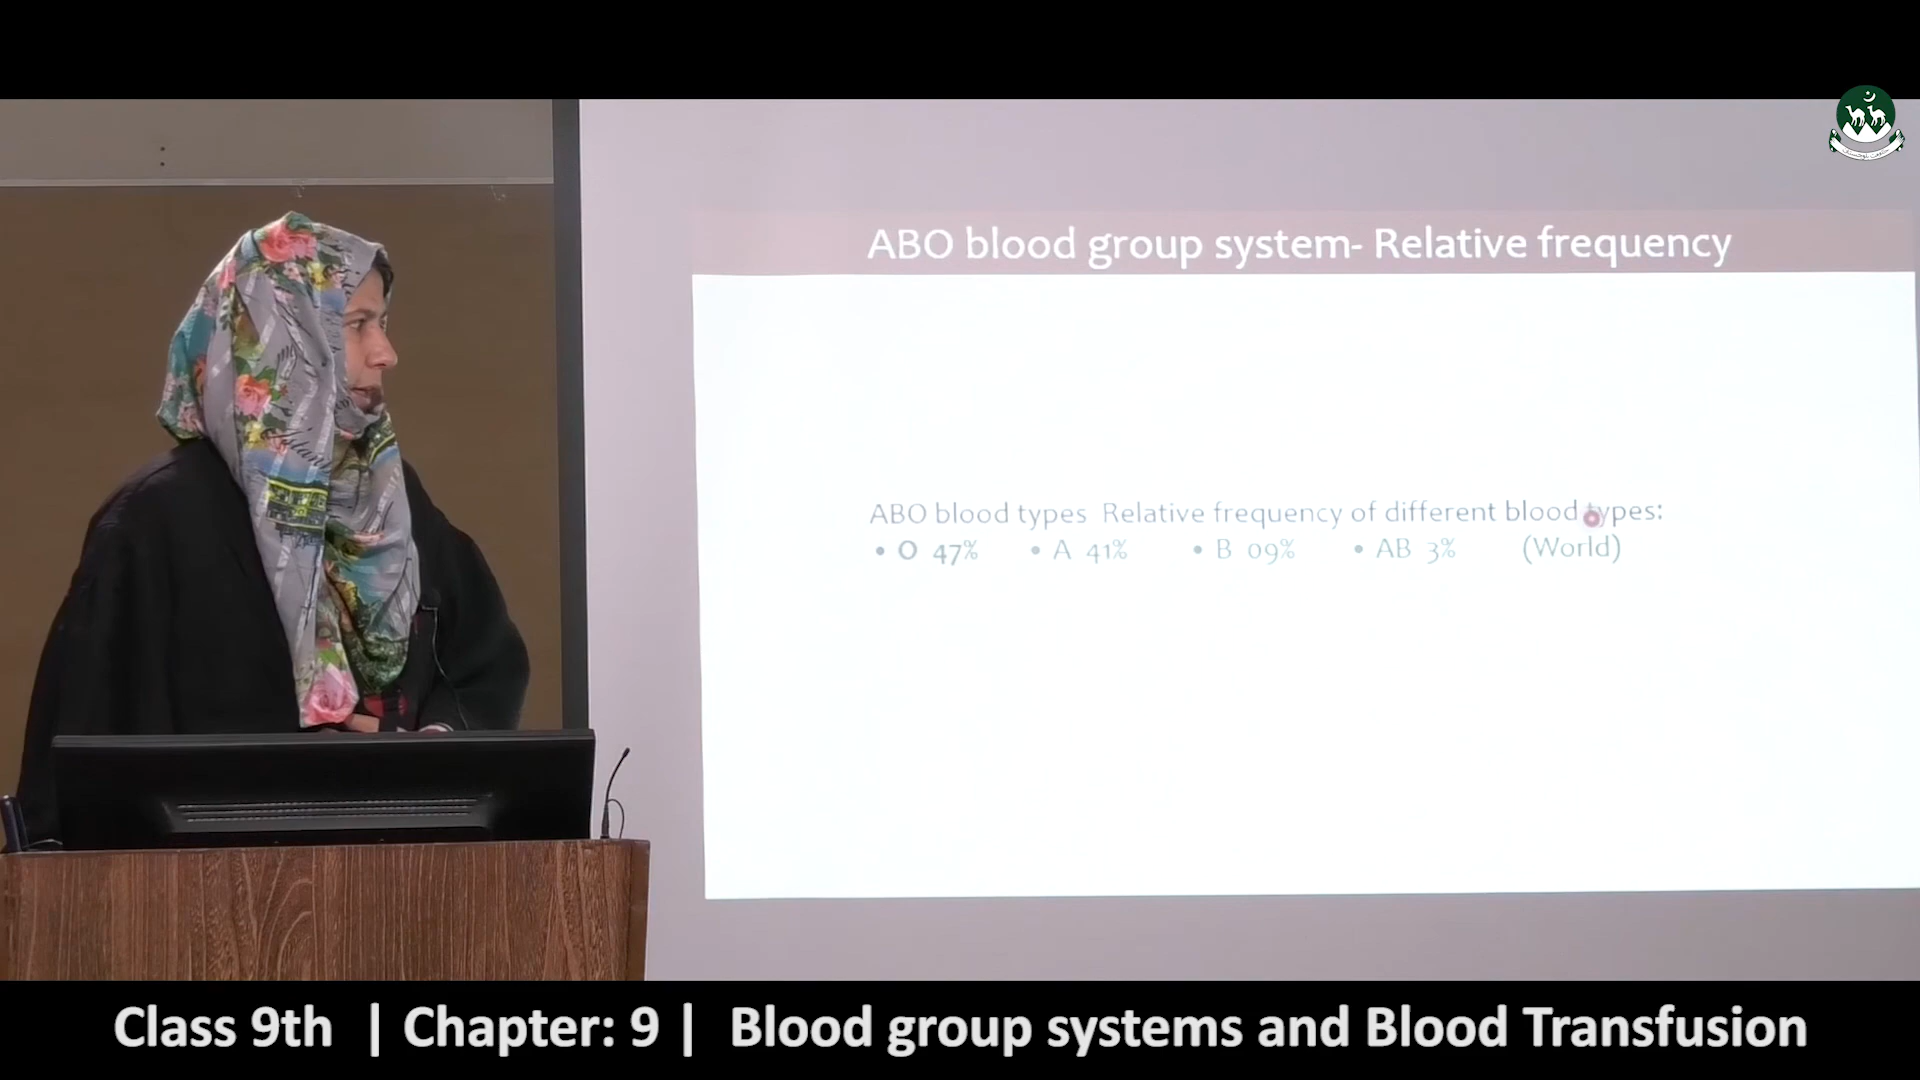 ABO blood group system- Relative frequency
ABO blood types Relative frequency of different blood types:
• O 47% • A 41% • B 09% • AB 3% (World)
Class 9th | Chapter: 9 | Blood group systems and Blood Transfusion